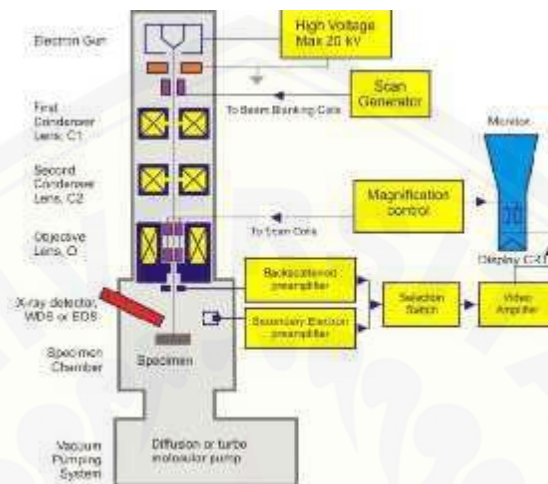 Electron Gun
High Voltage
Max 20 kV
To Beam Blanking Coils
Scan
Generator
First
Condenser
Lens, C1
Monitor
Second
Condenser
Lens, C2
Magnification
control
Objective
Lens, O
To Scan Coils
Display CRT
Backscattered
preamplifier
X-ray detector,
WDS or EDS
Selection
Switch
Video
Amplifier
Secondary Electron
preamplifier
Specimen
Chamber
Specimen
Vacuum
Pumping
System
Diffusion or turbo
molecular pump